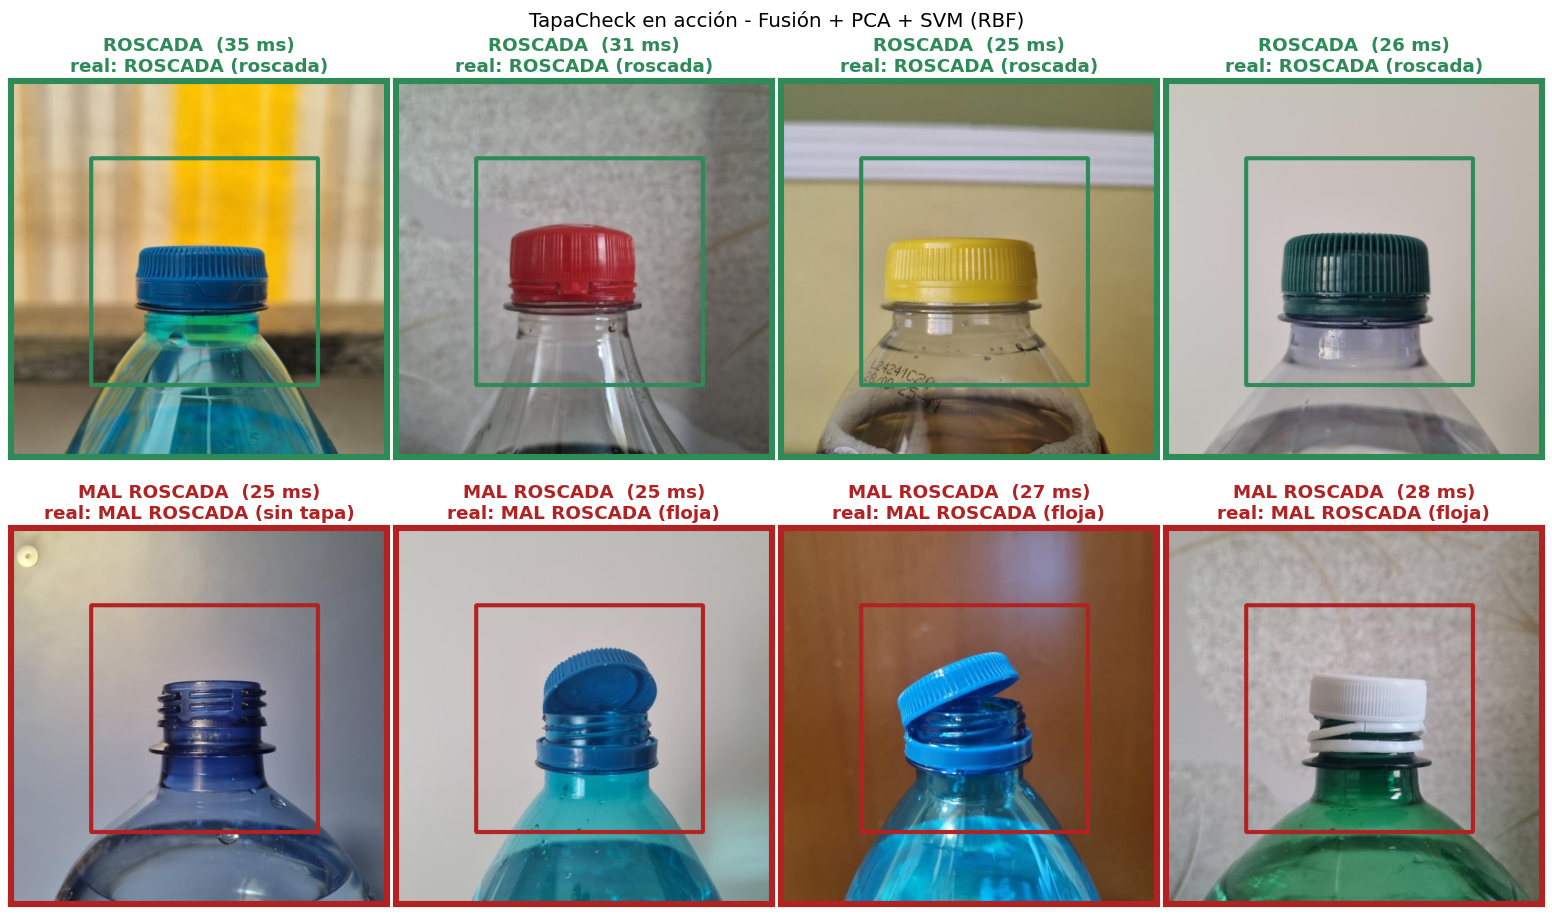 TapaCheck en acción - Fusión + PCA + SVM (RBF)
ROSCADA (35 ms)
real: ROSCADA (roscada)
ROSCADA (31 ms)
real: ROSCADA (roscada)
ROSCADA (25 ms)
real: ROSCADA (roscada)
ROSCADA (26 ms)
real: ROSCADA (roscada)
MAL ROSCADA (25 ms)
real: MAL ROSCADA (sin tapa)
MAL ROSCADA (25 ms)
real: MAL ROSCADA (floja)
MAL ROSCADA (27 ms)
real: MAL ROSCADA (floja)
MAL ROSCADA (28 ms)
real: MAL ROSCADA (floja)